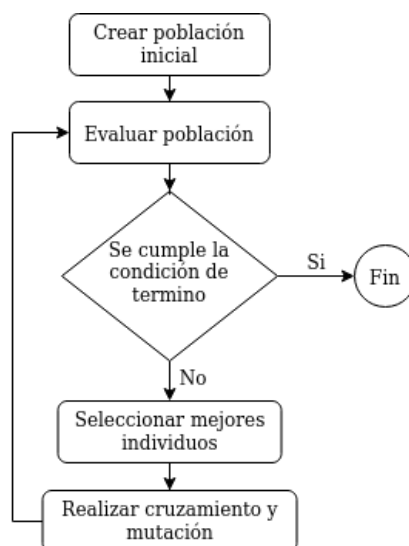 Crear población
inicial
Evaluar población
Se cumple la
condición de
termino
Si
Fin
No
Seleccionar mejores
individuos
Realizar cruzamiento y
mutación